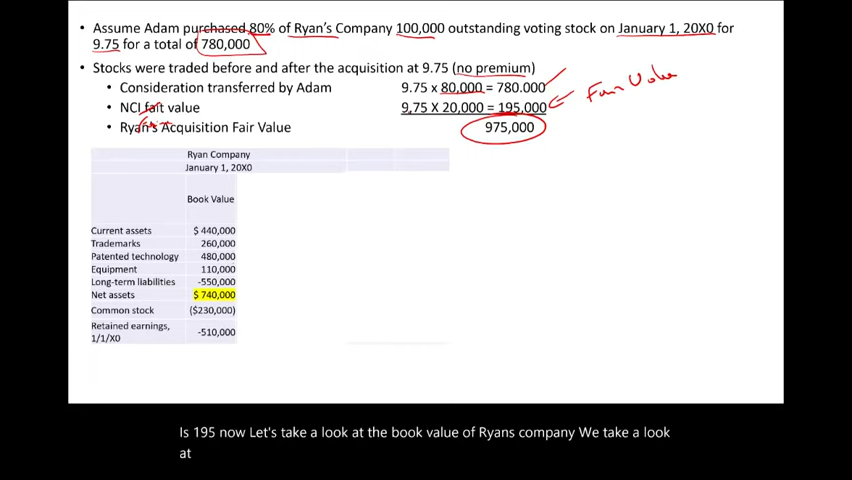 • Assume Adam purchased 80% of Ryan's Company 100,000 outstanding voting stock on January 1, 20X0 for
9.75 for a total of 780,000
• Stocks were traded before and after the acquisition at 9.75 (no premium)
• Consideration transferred by Adam 9.75 x 80,000 = 780.000
• NCI fait value 9,75 X 20,000 = 195,000 Fair Value
• Ryan's Acquisition Fair Value 975,000
Ryan Company
January 1, 20X0
Book Value
Current assets $ 440,000
Trademarks 260,000
Patented technology 480,000
Equipment 110,000
Long-term liabilities -550,000
Net assets $ 740,000
Common stock ($230,000)
Retained earnings,
1/1/X0 -510,000
Is 195 now Let's take a look at the book value of Ryans company We take a look
at